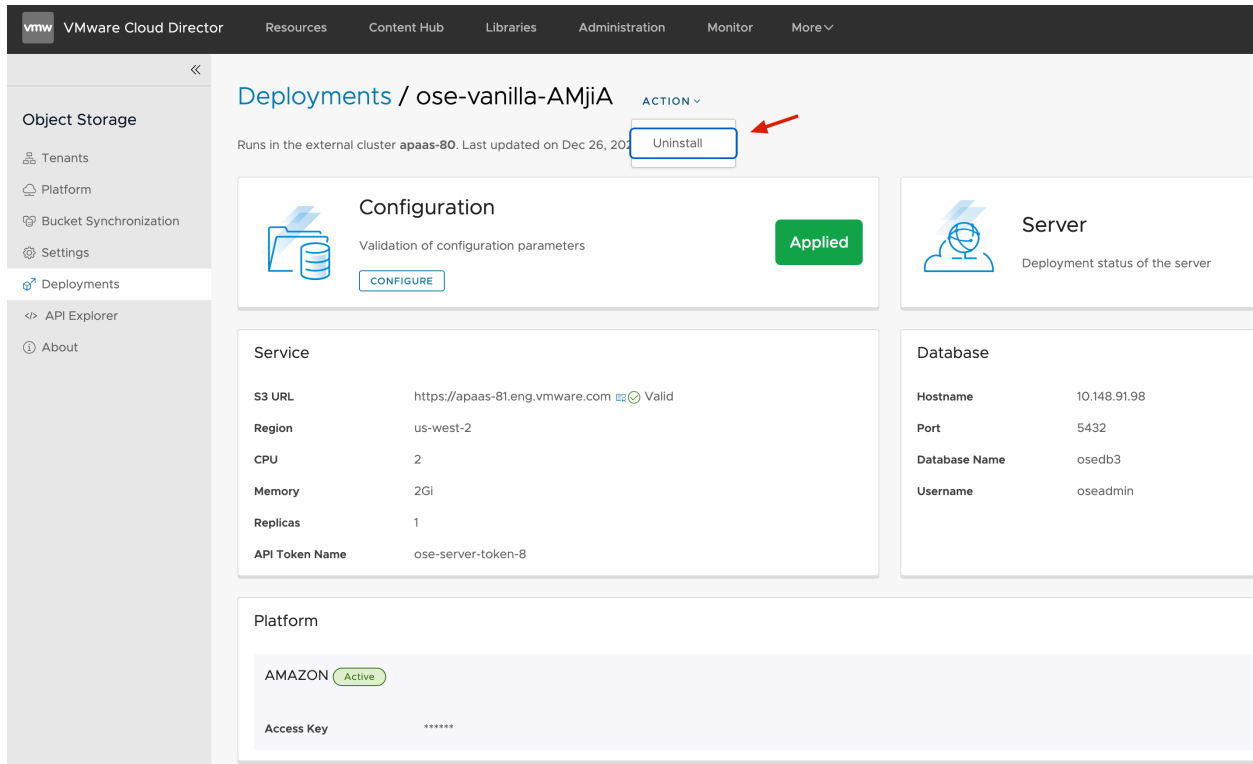 vmw VMware Cloud Director Resources Content Hub Libraries Administration Monitor More
Object Storage
Tenants
Platform
Bucket Synchronization
Settings
Deployments
API Explorer
About
Deployments / ose-vanilla-AMjiA ACTION
Uninstall
Runs in the external cluster apaas-80. Last updated on Dec 26, 202
Configuration
Validation of configuration parameters
CONFIGURE
Applied
Server
Deployment status of the server
Service
S3 URL https://apaas-81.eng.vmware.com Valid
Region us-west-2
CPU 2
Memory 2Gi
Replicas 1
API Token Name ose-server-token-8
Database
Hostname 10.148.91.98
Port 5432
Database Name osedb3
Username oseadmin
Platform
AMAZON Active
Access Key ******